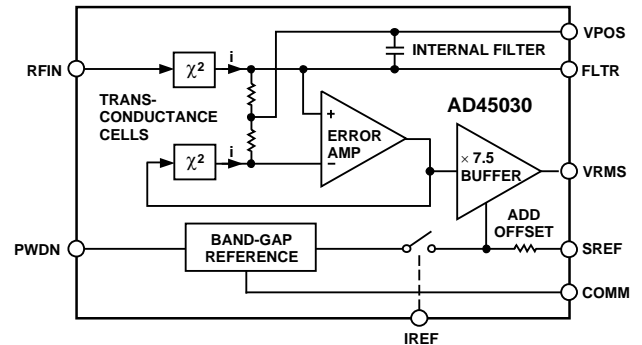 VPOS
i
INTERNAL FILTER
RFIN
χ²
FLTR
TRANS-
CONDUCTANCE
CELLS
AD45030
+
ERROR
AMP
−
i
χ²
× 7.5
BUFFER
VRMS
ADD
OFFSET
PWDN
BAND-GAP
REFERENCE
SREF
COMM
IREF